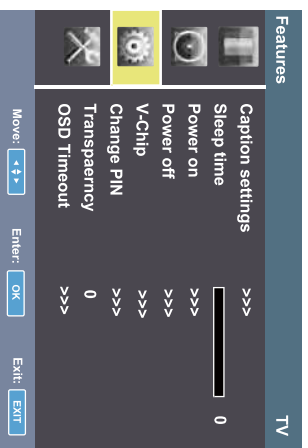 Features TV
Caption settings >>>
Sleep time 0
Power on >>>
Power off >>>
V-Chip >>>
Change PIN >>>
Transpaerncy 0
OSD Timeout >>>
Move: Enter: OK Exit: EXIT